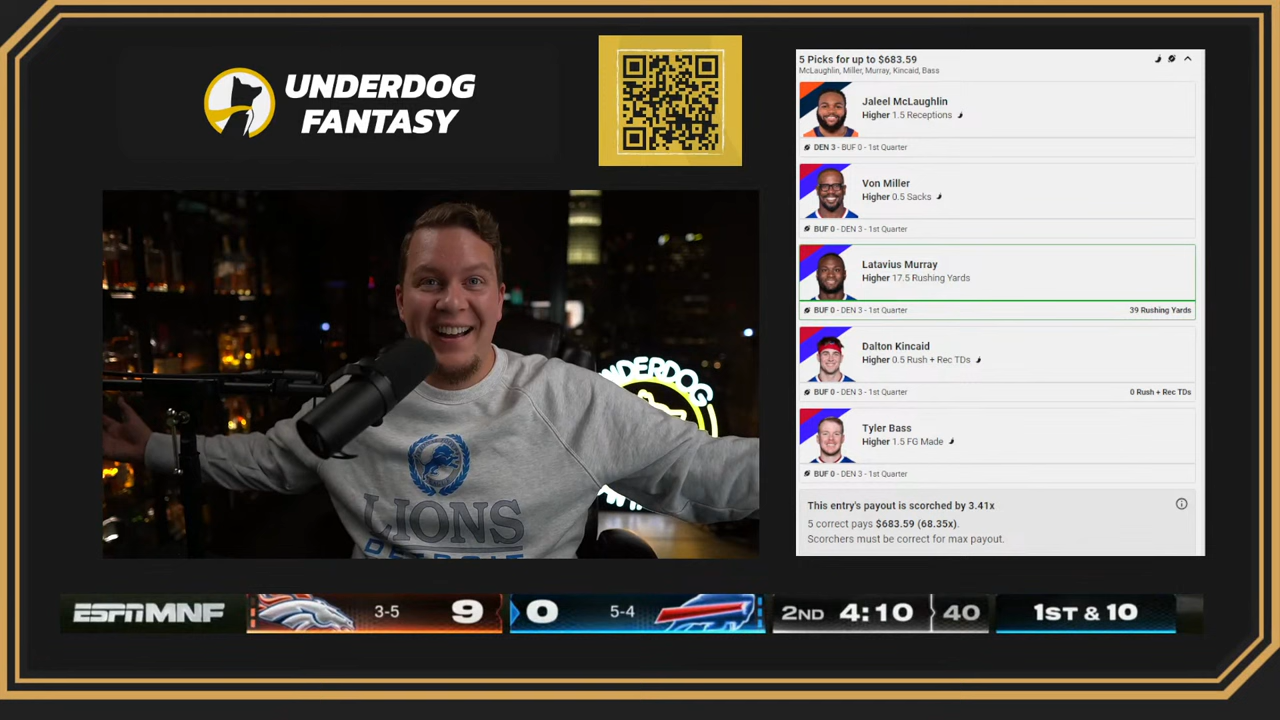 UNDERDOG
FANTASY
5 Picks for up to $683.59
McLaughlin, Miller, Murray, Kincaid, Bass
Jaleel McLaughlin
Higher 1.5 Receptions
DEN 3 - BUF 0 - 1st Quarter
Von Miller
Higher 0.5 Sacks
BUF 0 - DEN 3 - 1st Quarter
Latavius Murray
Higher 17.5 Rushing Yards
BUF 0 - DEN 3 - 1st Quarter 39 Rushing Yards
Dalton Kincaid
Higher 0.5 Rush + Rec TDs
BUF 0 - DEN 3 - 1st Quarter 0 Rush + Rec TDs
Tyler Bass
Higher 1.5 FG Made
BUF 0 - DEN 3 - 1st Quarter
This entry's payout is scorched by 3.41x
5 correct pays $683.59 (68.35x).
Scorchers must be correct for max payout.
UNDERDOG
LIONS
DETROIT
ESPN MNF 3-5 9 0 5-4 2ND 4:10 40 1ST & 10